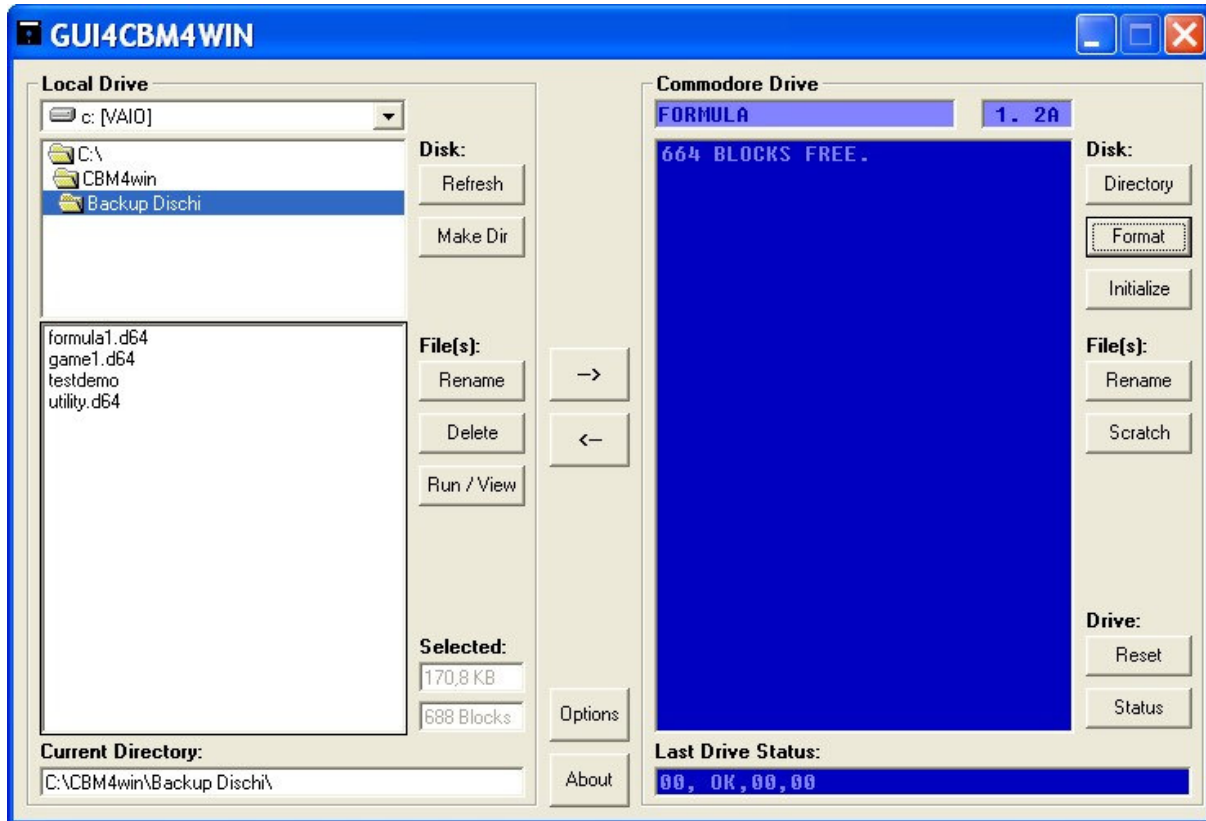 GUI4CBM4WIN
Local Drive
c: [VAIO]
C:\
CBM4win
Backup Dischi
Disk:
Refresh
Make Dir
formula1.d64
game1.d64
testdemo
utility.d64
File(s):
Rename
Delete
Run / View
Selected:
170,8 KB
688 Blocks
Current Directory:
C:\CBM4win\Backup Dischi\
-->
<--
Options
About
Commodore Drive
FORMULA
1. 2A
664 BLOCKS FREE.
Disk:
Directory
Format
Initialize
File(s):
Rename
Scratch
Drive:
Reset
Status
Last Drive Status:
00, OK,00,00